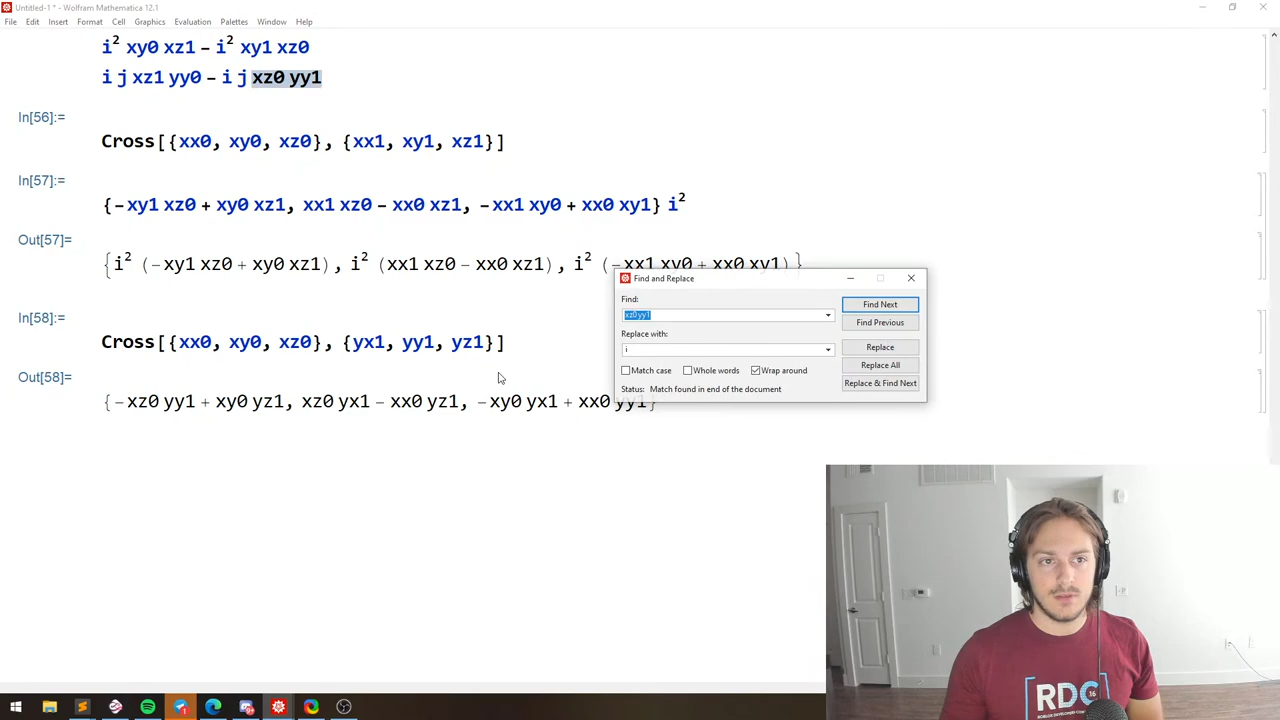 Untitled-1 * - Wolfram Mathematica 12.1
File Edit Insert Format Cell Graphics Evaluation Palettes Window Help
i² xy0 xz1 – i² xy1 xz0
i j xz1 yy0 – i j xz0 yy1
In[56]:=
Cross[{xx0, xy0, xz0}, {xx1, xy1, xz1}]
In[57]:=
{–xy1 xz0 + xy0 xz1, xx1 xz0 – xx0 xz1, –xx1 xy0 + xx0 xy1} i²
Out[57]=
{i² (–xy1 xz0 + xy0 xz1), i² (xx1 xz0 – xx0 xz1), i² (–xx1 xy0 + xx0 xy1)}
Find and Replace
Find:
xz0 yy1
Find Next
Find Previous
Replace with:
i
Replace
Match case Whole words Wrap around
Replace All
Status: Match found in end of the document
Replace & Find Next
In[58]:=
Cross[{xx0, xy0, xz0}, {yx1, yy1, yz1}]
Out[58]=
{–xz0 yy1 + xy0 yz1, xz0 yx1 – xx0 yz1, –xy0 yx1 + xx0 yy1}
RDC
16